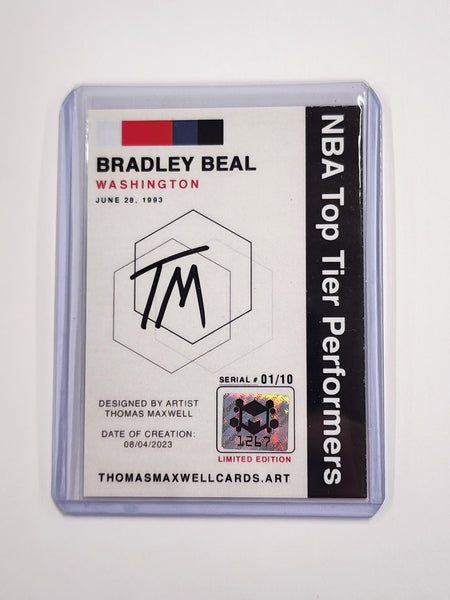 BRADLEY BEAL
WASHINGTON
JUNE 28, 1993
NBA Top Tier Performers
TM
SERIAL # 01/10
1267
LIMITED EDITION
DESIGNED BY ARTIST
THOMAS MAXWELL
DATE OF CREATION:
08/04/2023
THOMASMAXWELLCARDS.ART